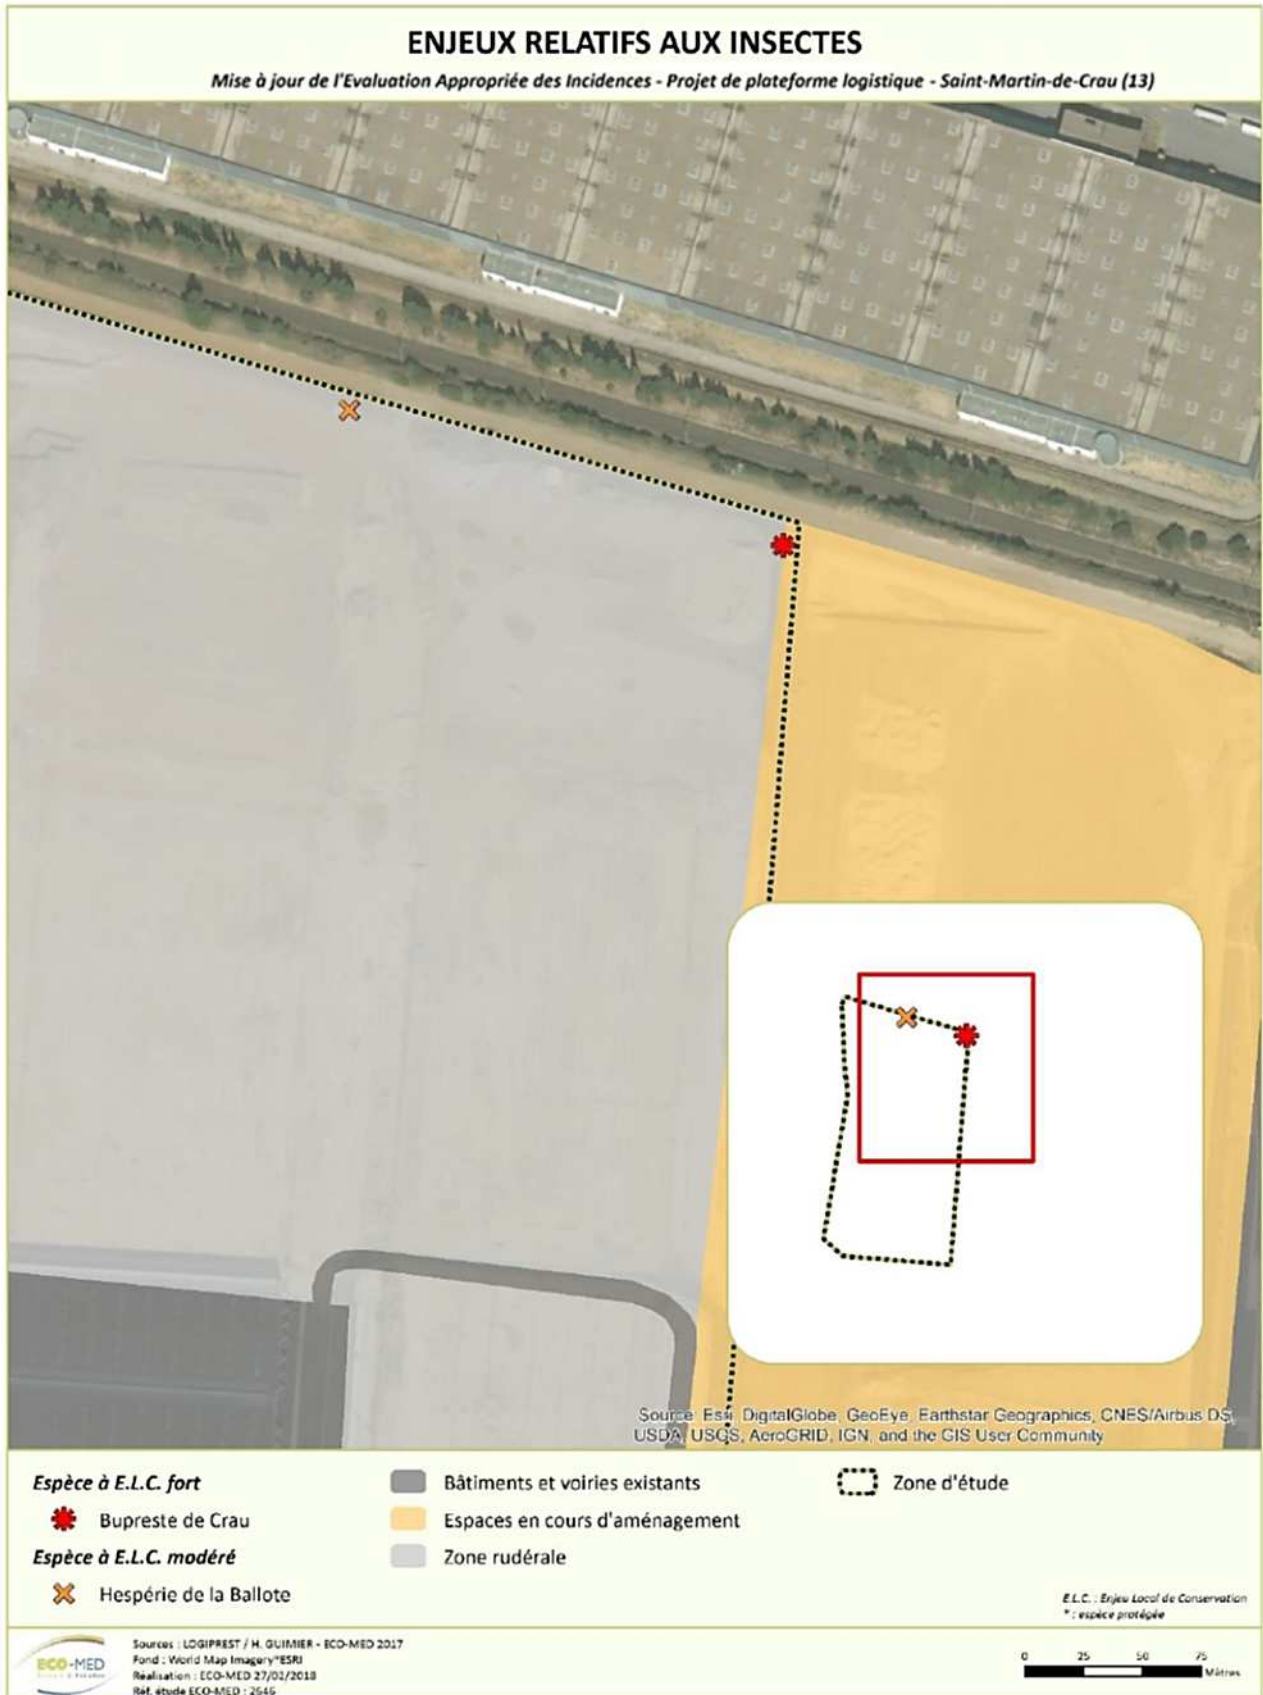 ENJEUX RELATIFS AUX INSECTES
Mise à jour de l'Evaluation Appropriée des Incidences - Projet de plateforme logistique - Saint-Martin-de-Crau (13)
Source: Esri, DigitalGlobe, GeoEye, Earthstar Geographics, CNES/Airbus DS,
USDA, USGS, AeroGRID, IGN, and the GIS User Community
Espèce à E.L.C. fort
Bupreste de Crau
Espèce à E.L.C. modéré
Hespérie de la Ballote
Bâtiments et voiries existants
Espaces en cours d'aménagement
Zone rudérale
Zone d'étude
E.L.C. : Enjeu Local de Conservation
* : espèce protégée
ECO-MED
Sources : LOGIPREST / H. GUIMIER - ECO-MED 2017
Fond : World Map Imagery°ESRI
Réalisation : ECO-MED 27/02/2018
Réf. étude ECO-MED : 2646
0 25 50 75
Mètres